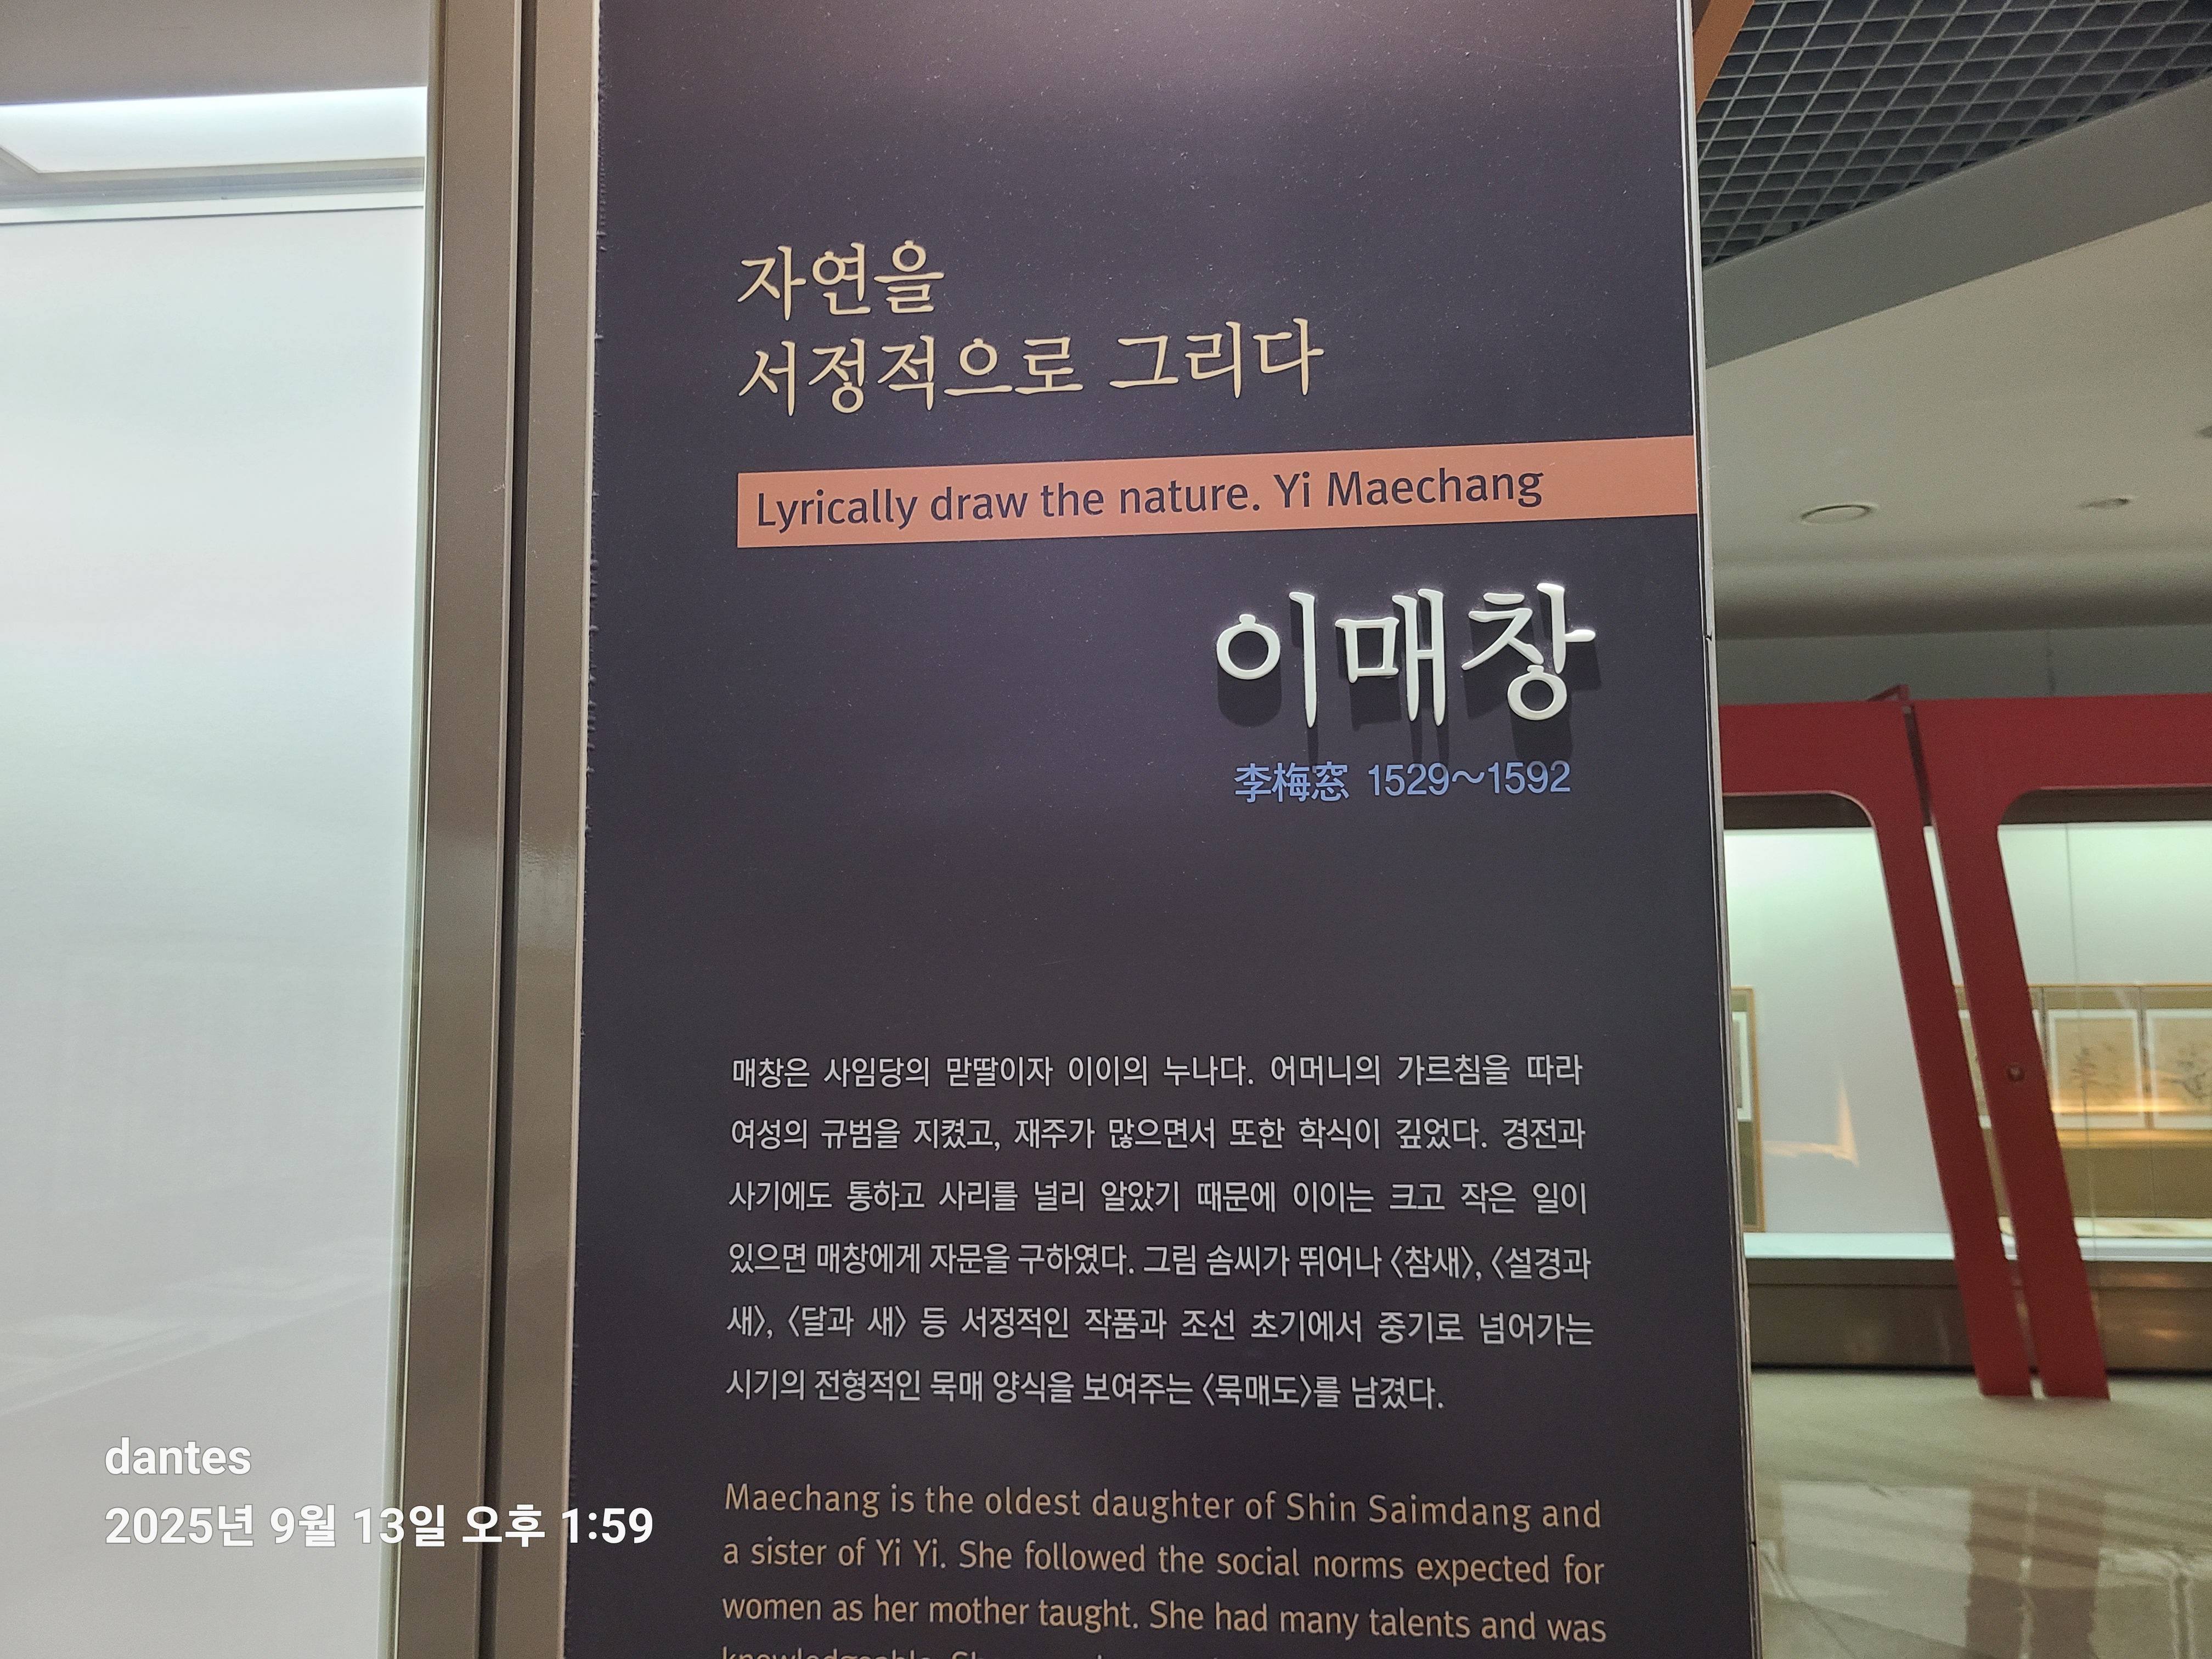 자연을
서정적으로 그리다
Lyrically draw the nature. Yi Maechang
이매창
李梅窓 1529~1592
매창은 사임당의 맏딸이자 이이의 누나다. 어머니의 가르침을 따라
여성의 규범을 지켰고, 재주가 많으면서 또한 학식이 깊었다. 경전과
사기에도 통하고 사리를 널리 알았기 때문에 이이는 크고 작은 일이
있으면 매창에게 자문을 구하였다. 그림 솜씨가 뛰어나 〈참새〉, 〈설경과
새〉, 〈달과 새〉 등 서정적인 작품과 조선 초기에서 중기로 넘어가는
시기의 전형적인 묵매 양식을 보여주는 〈묵매도〉를 남겼다.
Maechang is the oldest daughter of Shin Saimdang and
a sister of Yi Yi. She followed the social norms expected for
women as her mother taught. She had many talents and was
dantes
2025년 9월 13일 오후 1:59